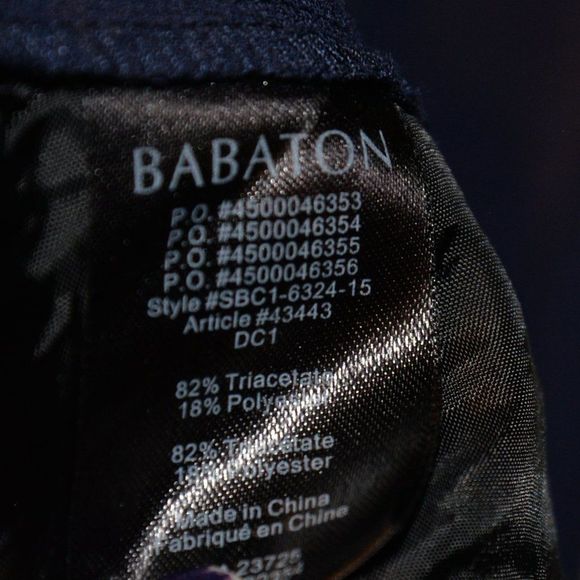 BABATON
P.O. #4500046353
P.O. #4500046354
P.O. #4500046355
P.O. #4500046356
Style #SBC1-6324-15
Article #43443
DC1
82% Triacetate
18% Polyester
82% Triacetate
18% Polyester
Made in China
Fabriqué en Chine
23725